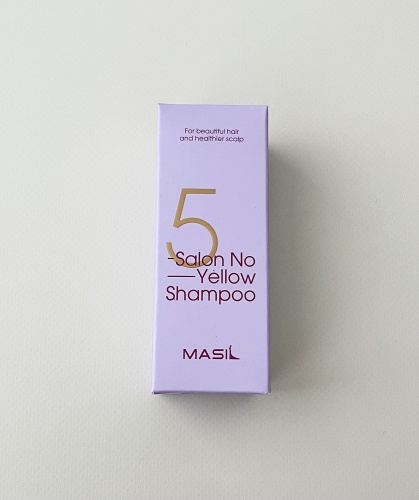 For beautiful hair
and healthier scalp
5
Salon No
Yellow
Shampoo
MASIL